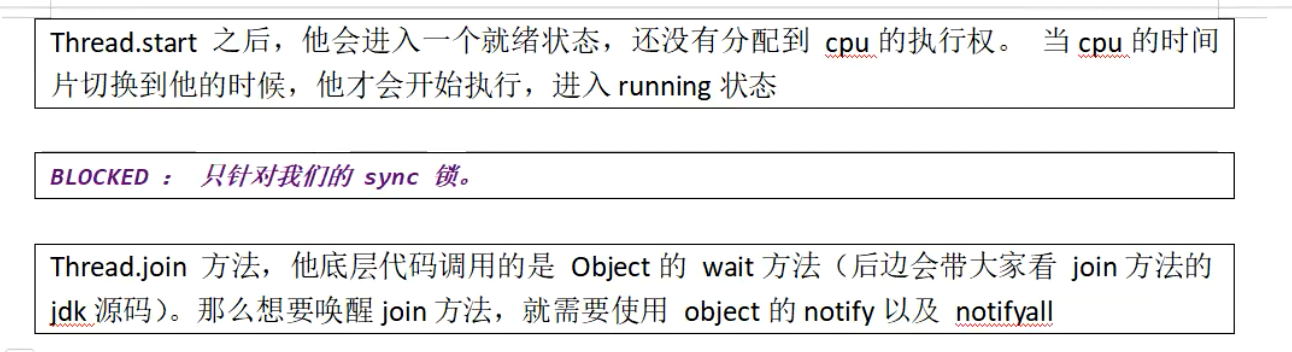 Thread.start 之后，他会进入一个就绪状态，还没有分配到 cpu 的执行权。 当 cpu 的时间
片切换到他的时候，他才会开始执行，进入 running 状态
BLOCKED ： 只针对我们的 sync 锁。
Thread.join 方法，他底层代码调用的是 Object 的 wait 方法（后边会带大家看 join 方法的
jdk 源码）。那么想要唤醒 join 方法，就需要使用 object 的 notify 以及 notifyall